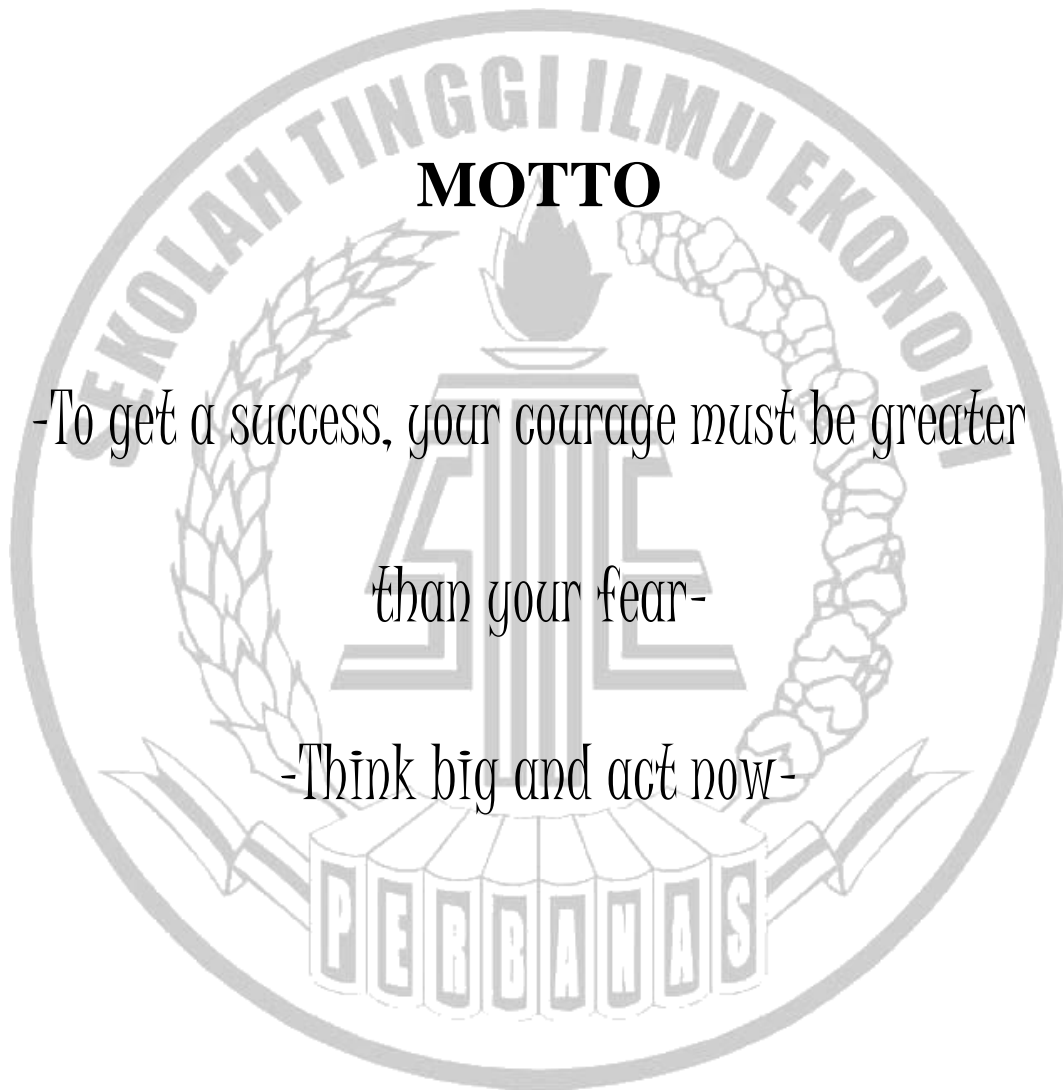 SEKOLAH TINGGI ILMU EKONOMI
MOTTO
-To get a success, your courage must be greater
than your fear-
-Think big and act now-
STIE
PERBANAS